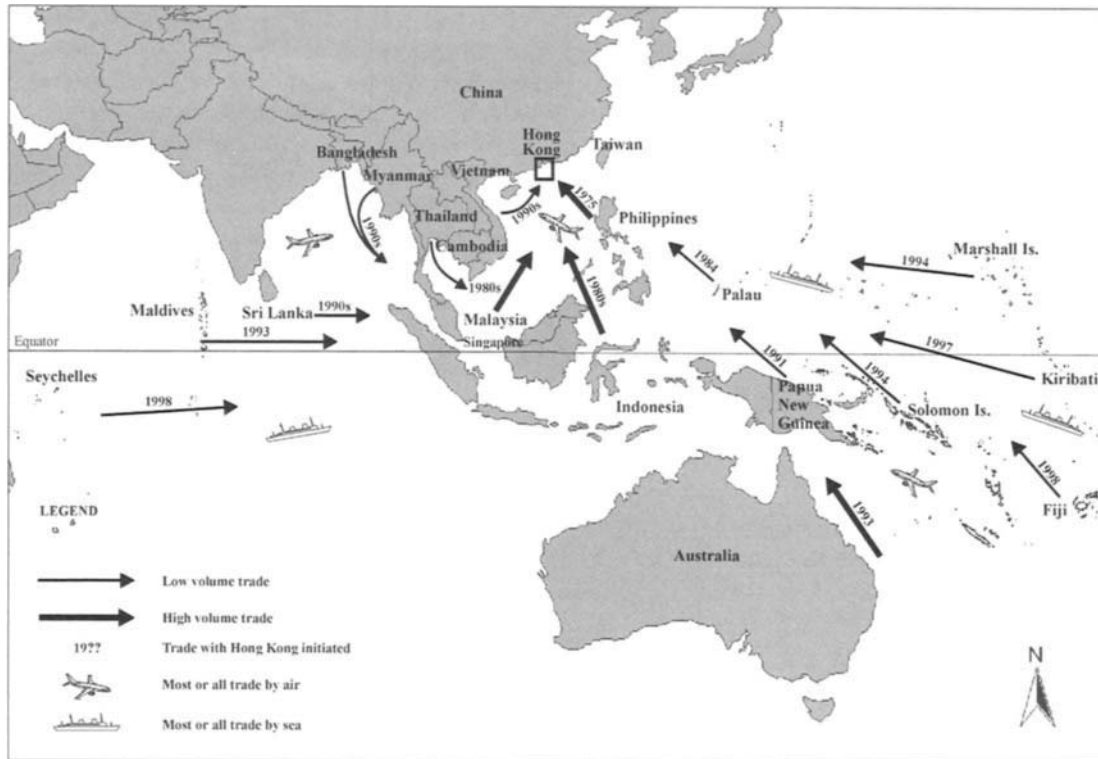 China
Hong
Kong
Taiwan
Bangladesh
Myanmar
Vietnam
1975
1990s
Philippines
Thailand
1990s
Cambodia
1984
1994
Marshall Is.
1980s
1980s
Palau
Maldives
Sri Lanka
1990s
Malaysia
1993
Singapore
Equator
1997
1991
1994
Kiribati
Seychelles
Papua
New
Guinea
Indonesia
Solomon Is.
1998
1998
Fiji
LEGEND
1993
Australia
Low volume trade
High volume trade
19??
Trade with Hong Kong initiated
N
Most or all trade by air
Most or all trade by sea